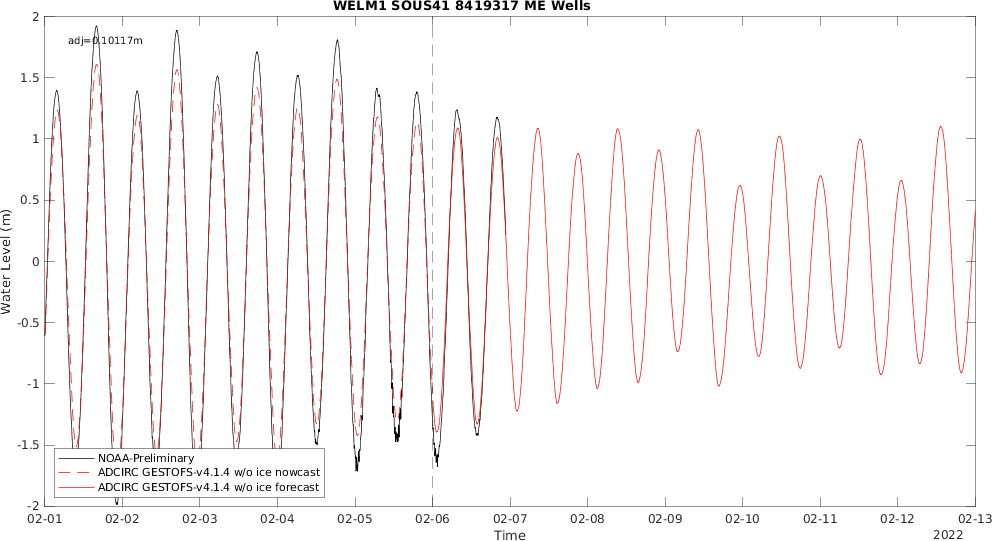 WELM1 SOUS41 8419317 ME Wells
adj=0.10117m
Water Level (m)
2
1.5
1
0.5
0
-0.5
-1
-1.5
-2
NOAA-Preliminary
ADCIRC GESTOFS-v4.1.4 w/o ice nowcast
ADCIRC GESTOFS-v4.1.4 w/o ice forecast
02-01 02-02 02-03 02-04 02-05 02-06 02-07 02-08 02-09 02-10 02-11 02-12 02-13
Time
2022